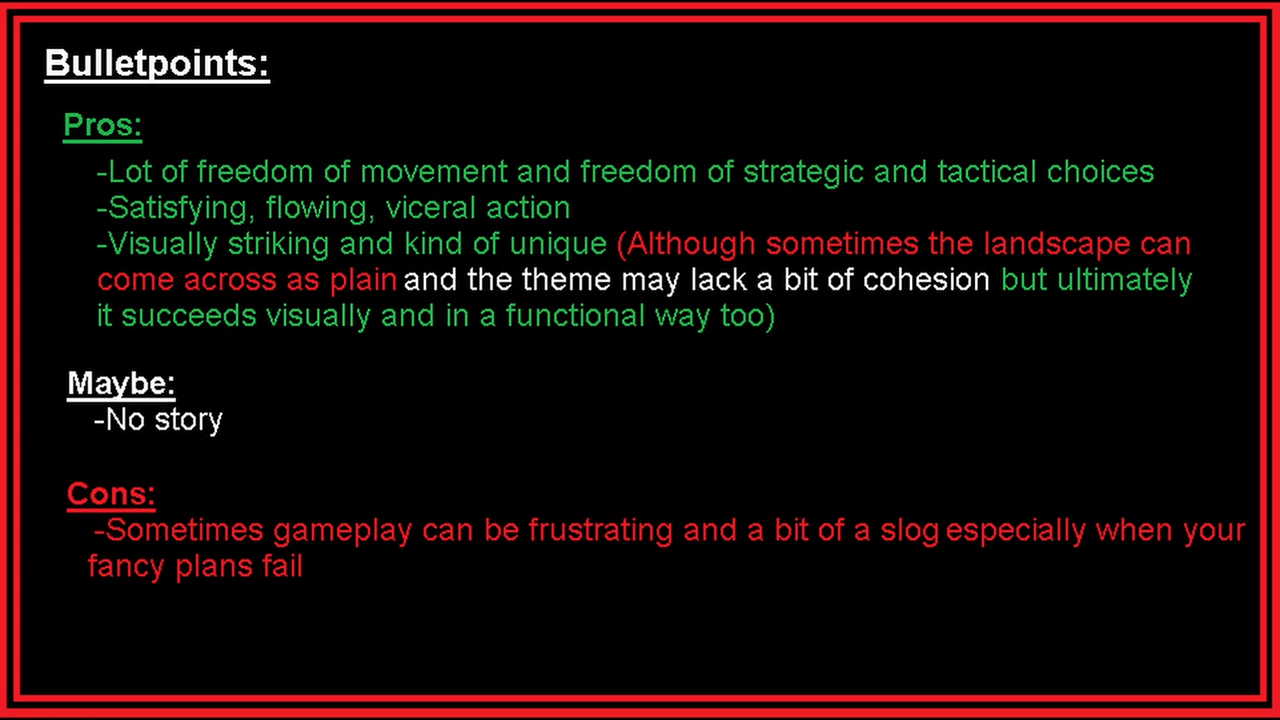 Bulletpoints:
Pros:
-Lot of freedom of movement and freedom of strategic and tactical choices
-Satisfying, flowing, viceral action
-Visually striking and kind of unique (Although sometimes the landscape can
come across as plain and the theme may lack a bit of cohesion but ultimately
it succeeds visually and in a functional way too)
Maybe:
-No story
Cons:
-Sometimes gameplay can be frustrating and a bit of a slog especially when your
fancy plans fail